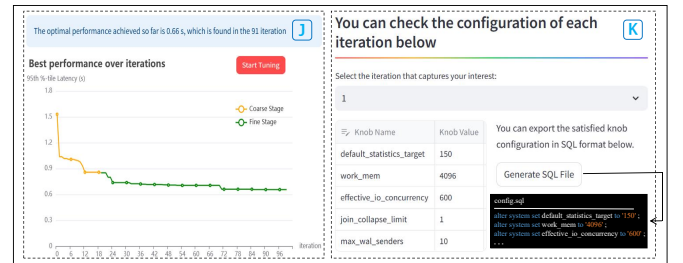 The optimal performance achieved so far is 0.66 s, which is found in the 91 iteration
J
Best performance over iterations
Start Tuning
95th %-tile Latency (s)
1.8
1.5
1.2
0.9
0.6
0.3
0
Coarse Stage
Fine Stage
0 6 12 18 24 30 36 42 48 54 60 66 72 78 84 90 96
iteration
You can check the configuration of each
iteration below
K
Select the iteration that captures your interest:
1
Knob Name Knob Value
default_statistics_target 150
work_mem 4096
effective_io_concurrency 600
join_collapse_limit 1
max_wal_senders 10
You can export the satisfied knob
configuration in SQL format below.
Generate SQL File
config.sql
alter system set default_statistics_target to '150' ;
alter system set work_mem to '4096' ;
alter system set effective_io_concurrency to '600' ;
. . .